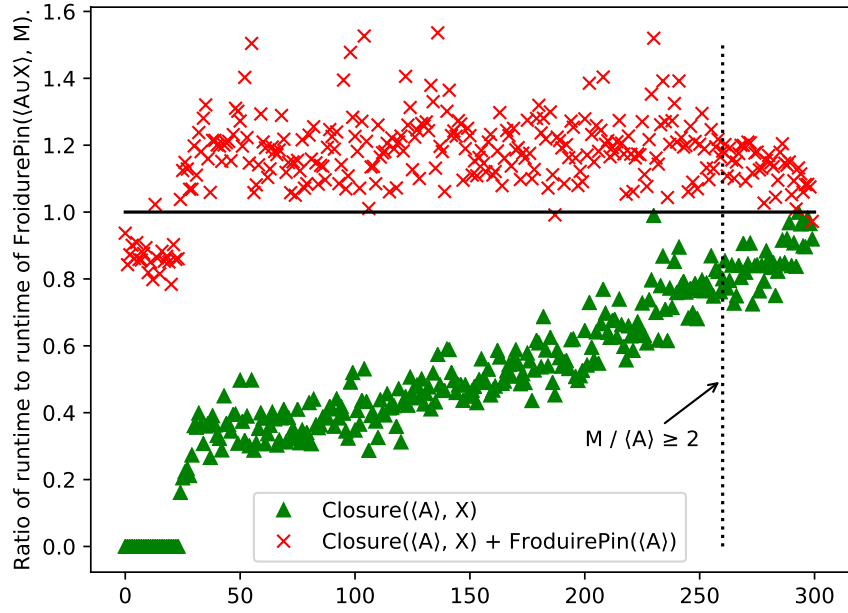 Ratio of runtime to runtime of FroidurePin(⟨A∪X⟩, M).
1.6
1.4
1.2
1.0
0.8
0.6
0.4
0.2
0.0
M / ⟨A⟩ ≥ 2
Closure(⟨A⟩, X)
Closure(⟨A⟩, X) + FroduirePin(⟨A⟩)
0 50 100 150 200 250 300